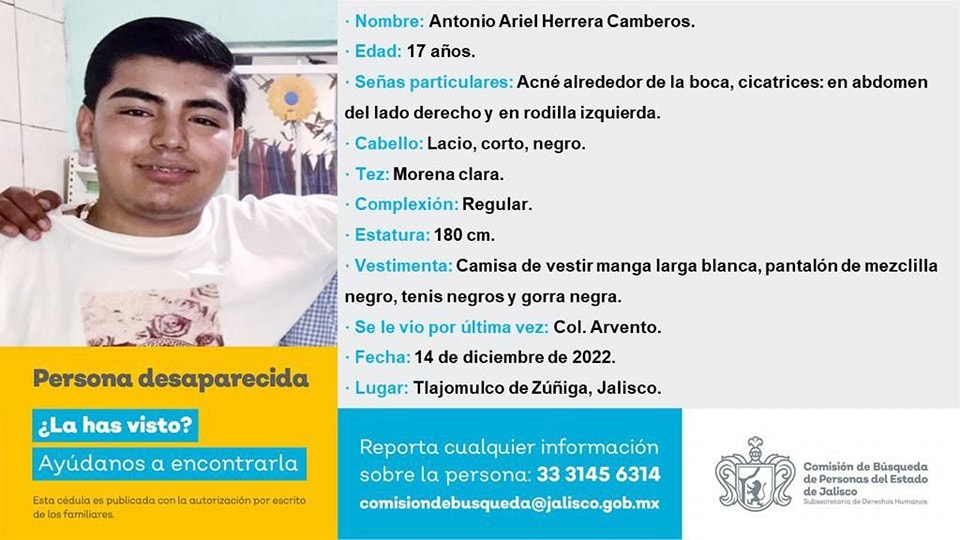 · Nombre: Antonio Ariel Herrera Camberos.
· Edad: 17 años.
· Señas particulares: Acné alrededor de la boca, cicatrices: en abdomen
del lado derecho y en rodilla izquierda.
· Cabello: Lacio, corto, negro.
· Tez: Morena clara.
· Complexión: Regular.
· Estatura: 180 cm.
· Vestimenta: Camisa de vestir manga larga blanca, pantalón de mezclilla
negro, tenis negros y gorra negra.
· Se le vio por última vez: Col. Arvento.
· Fecha: 14 de diciembre de 2022.
· Lugar: Tlajomulco de Zúñiga, Jalisco.
Persona desaparecida
¿La has visto?
Ayúdanos a encontrarla
Esta cédula es publicada con la autorización por escrito
de los familiares.
Reporta cualquier información
sobre la persona: 33 3145 6314
comisiondebusqueda@jalisco.gob.mx
Comisión de Búsqueda
de Personas del Estado
de Jalisco
Subsecretaría de Derechos Humanos